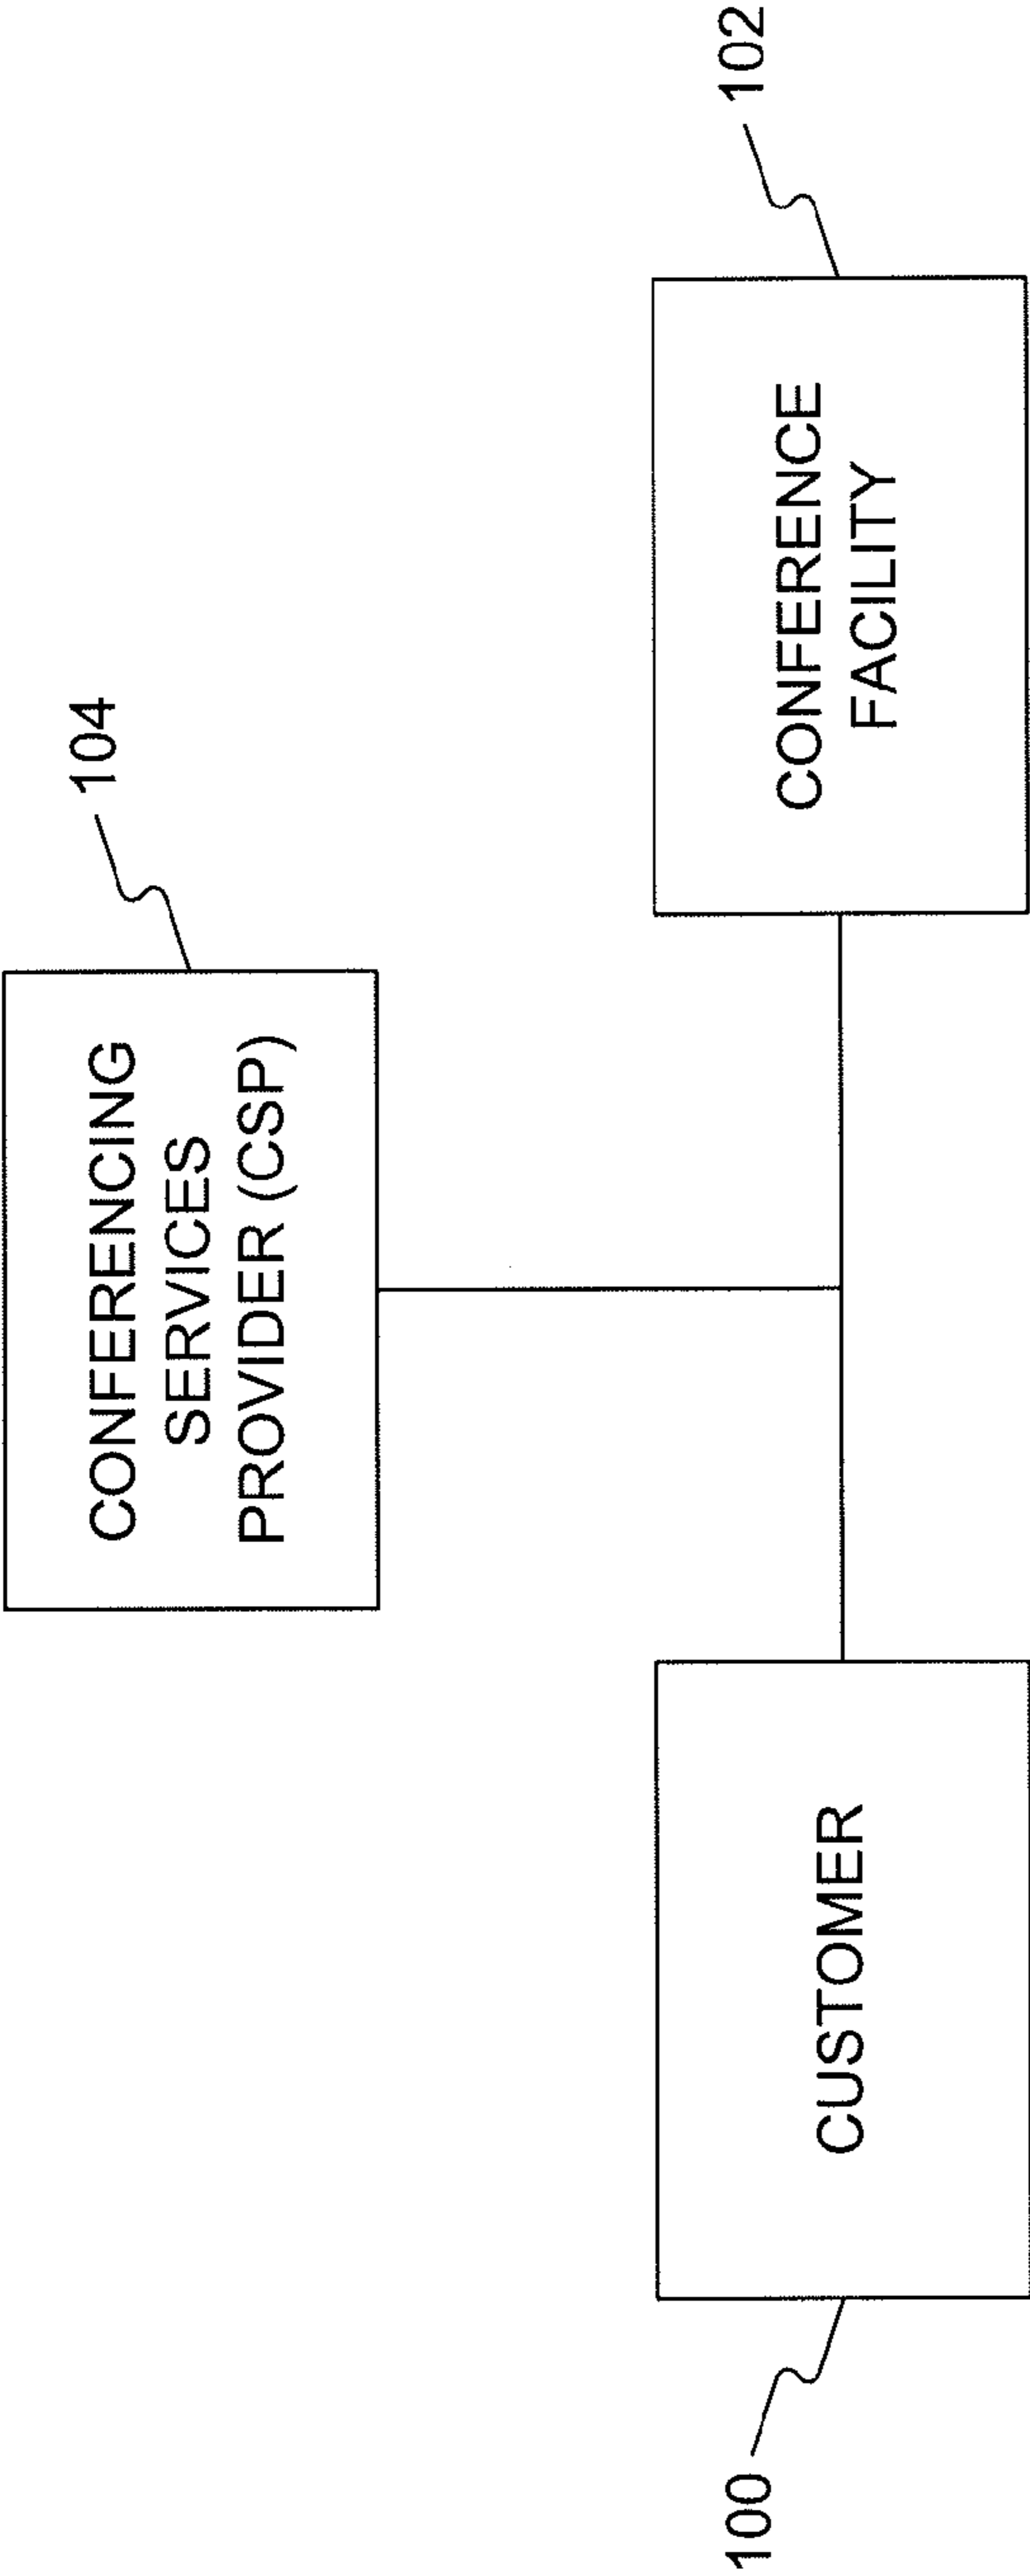 CONFERENCING
SERVICES
PROVIDER (CSP)
104
CUSTOMER
100
CONFERENCE
FACILITY
102